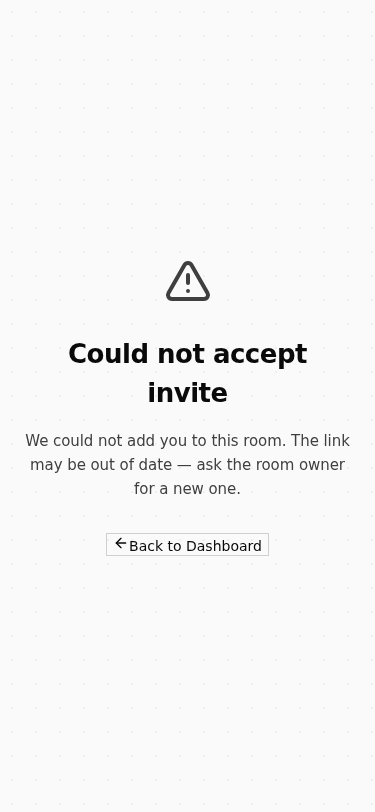 Could not accept
invite
We could not add you to this room. The link
may be out of date — ask the room owner
for a new one.
Back to Dashboard